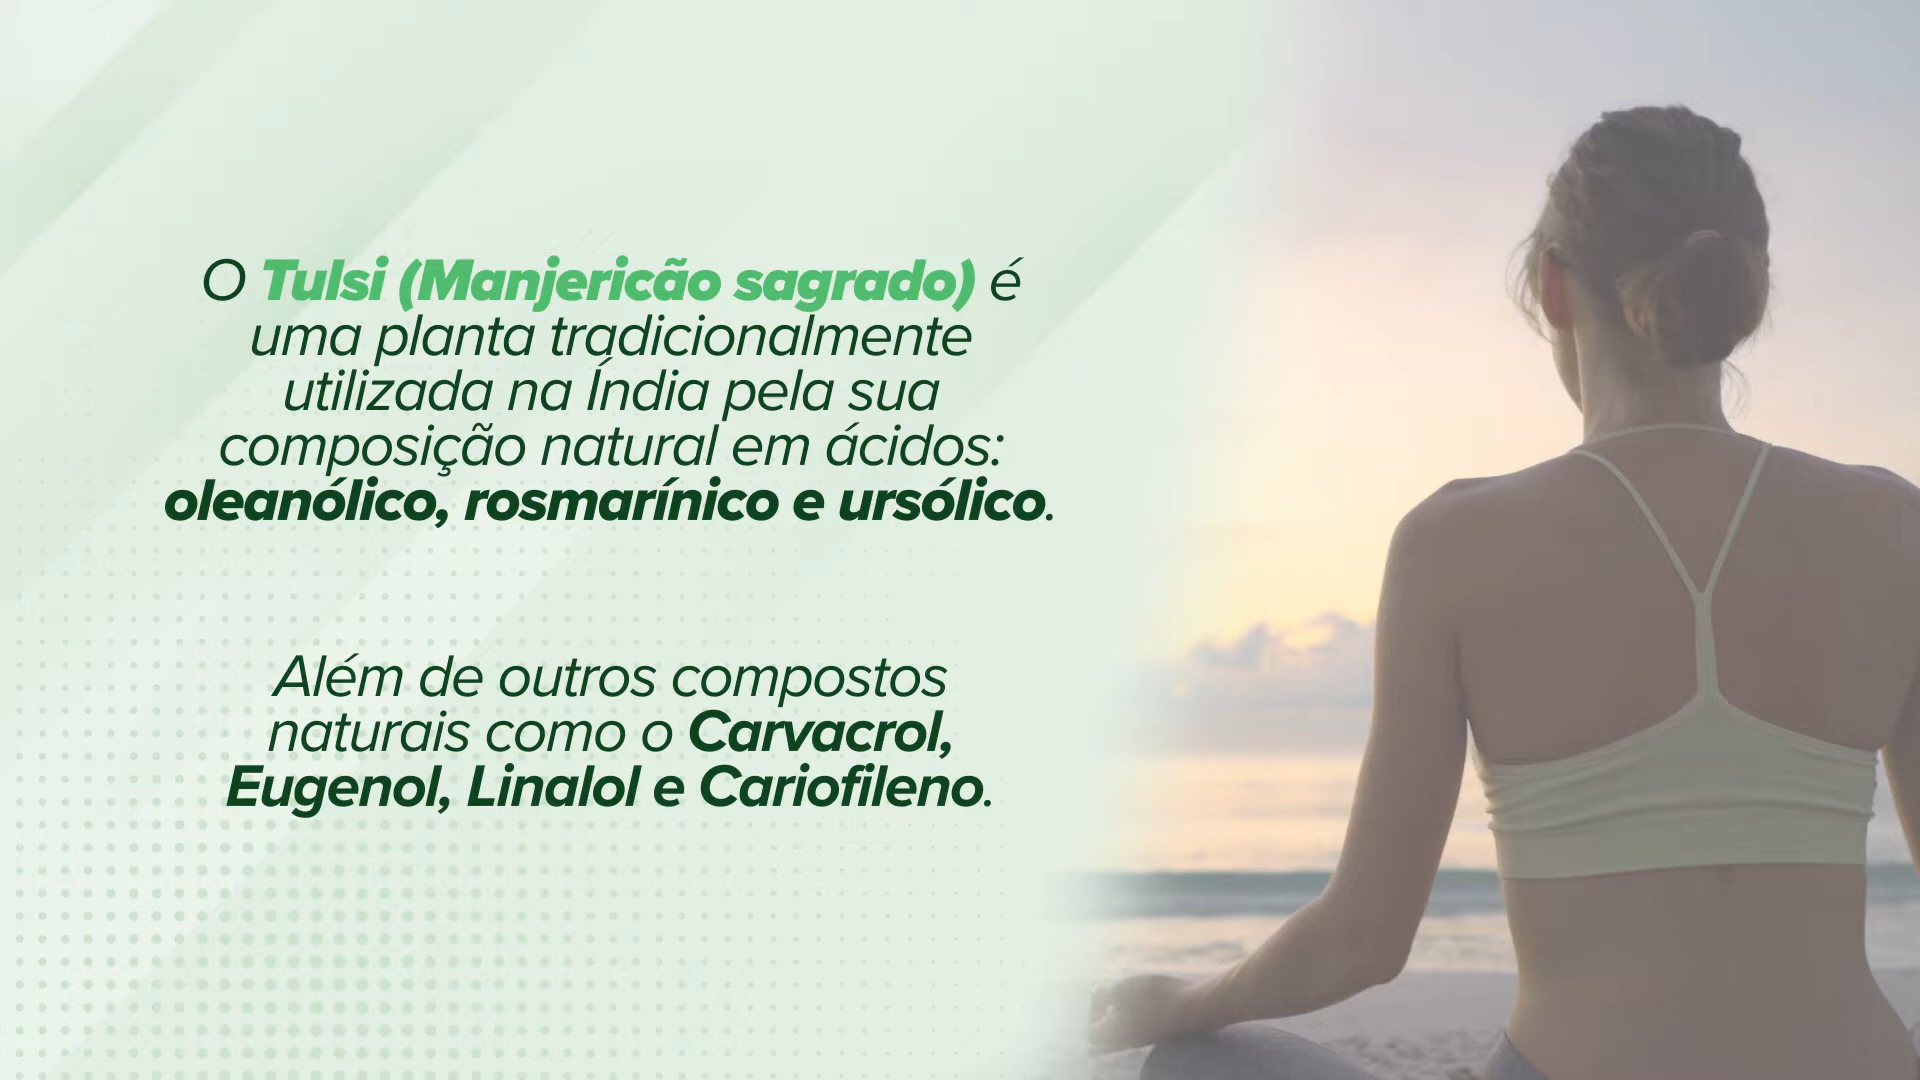 O Tulsi (Manjericão sagrado) é
uma planta tradicionalmente
utilizada na Índia pela sua
composição natural em ácidos:
oleanólico, rosmarínico e ursólico.
Além de outros compostos
naturais como o Carvacrol,
Eugenol, Linalol e Cariofileno.